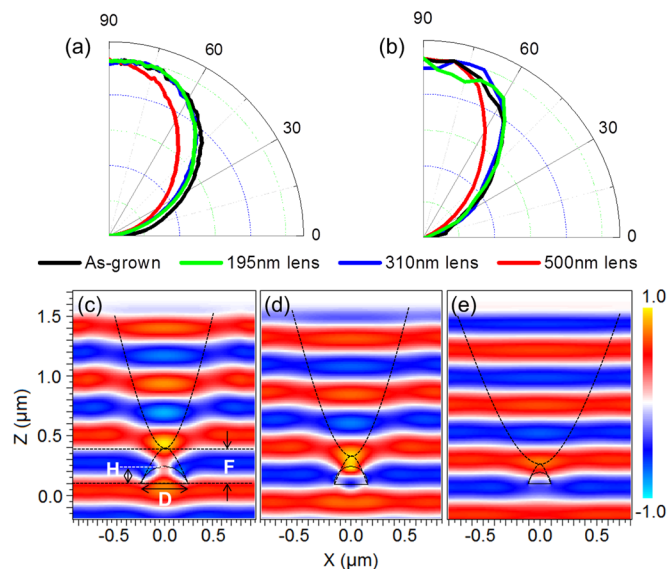 90
90
(a)
(b)
60
60
30
30
0
0
As-grown
195nm lens
310nm lens
500nm lens
(c)
(d)
(e)
1.5
1.0
0.5
0.0
Z (μm)
H
F
D
1.0
-1.0
-0.5 0.0 0.5
-0.5 0.0 0.5
-0.5 0.0 0.5
X (μm)